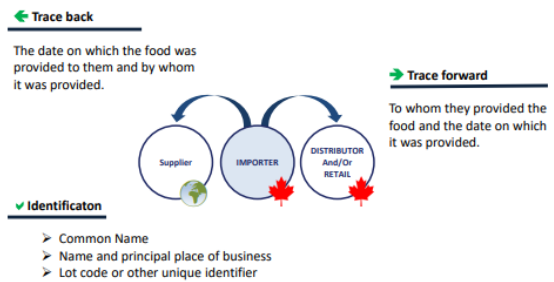 Trace back
The date on which the food was
provided to them and by whom
it was provided.
Trace forward
To whom they provided the
food and the date on which
it was provided.
Supplier
IMPORTER
DISTRIBUTOR
And/Or
RETAIL
Identificaton
Common Name
Name and principal place of business
Lot code or other unique identifier